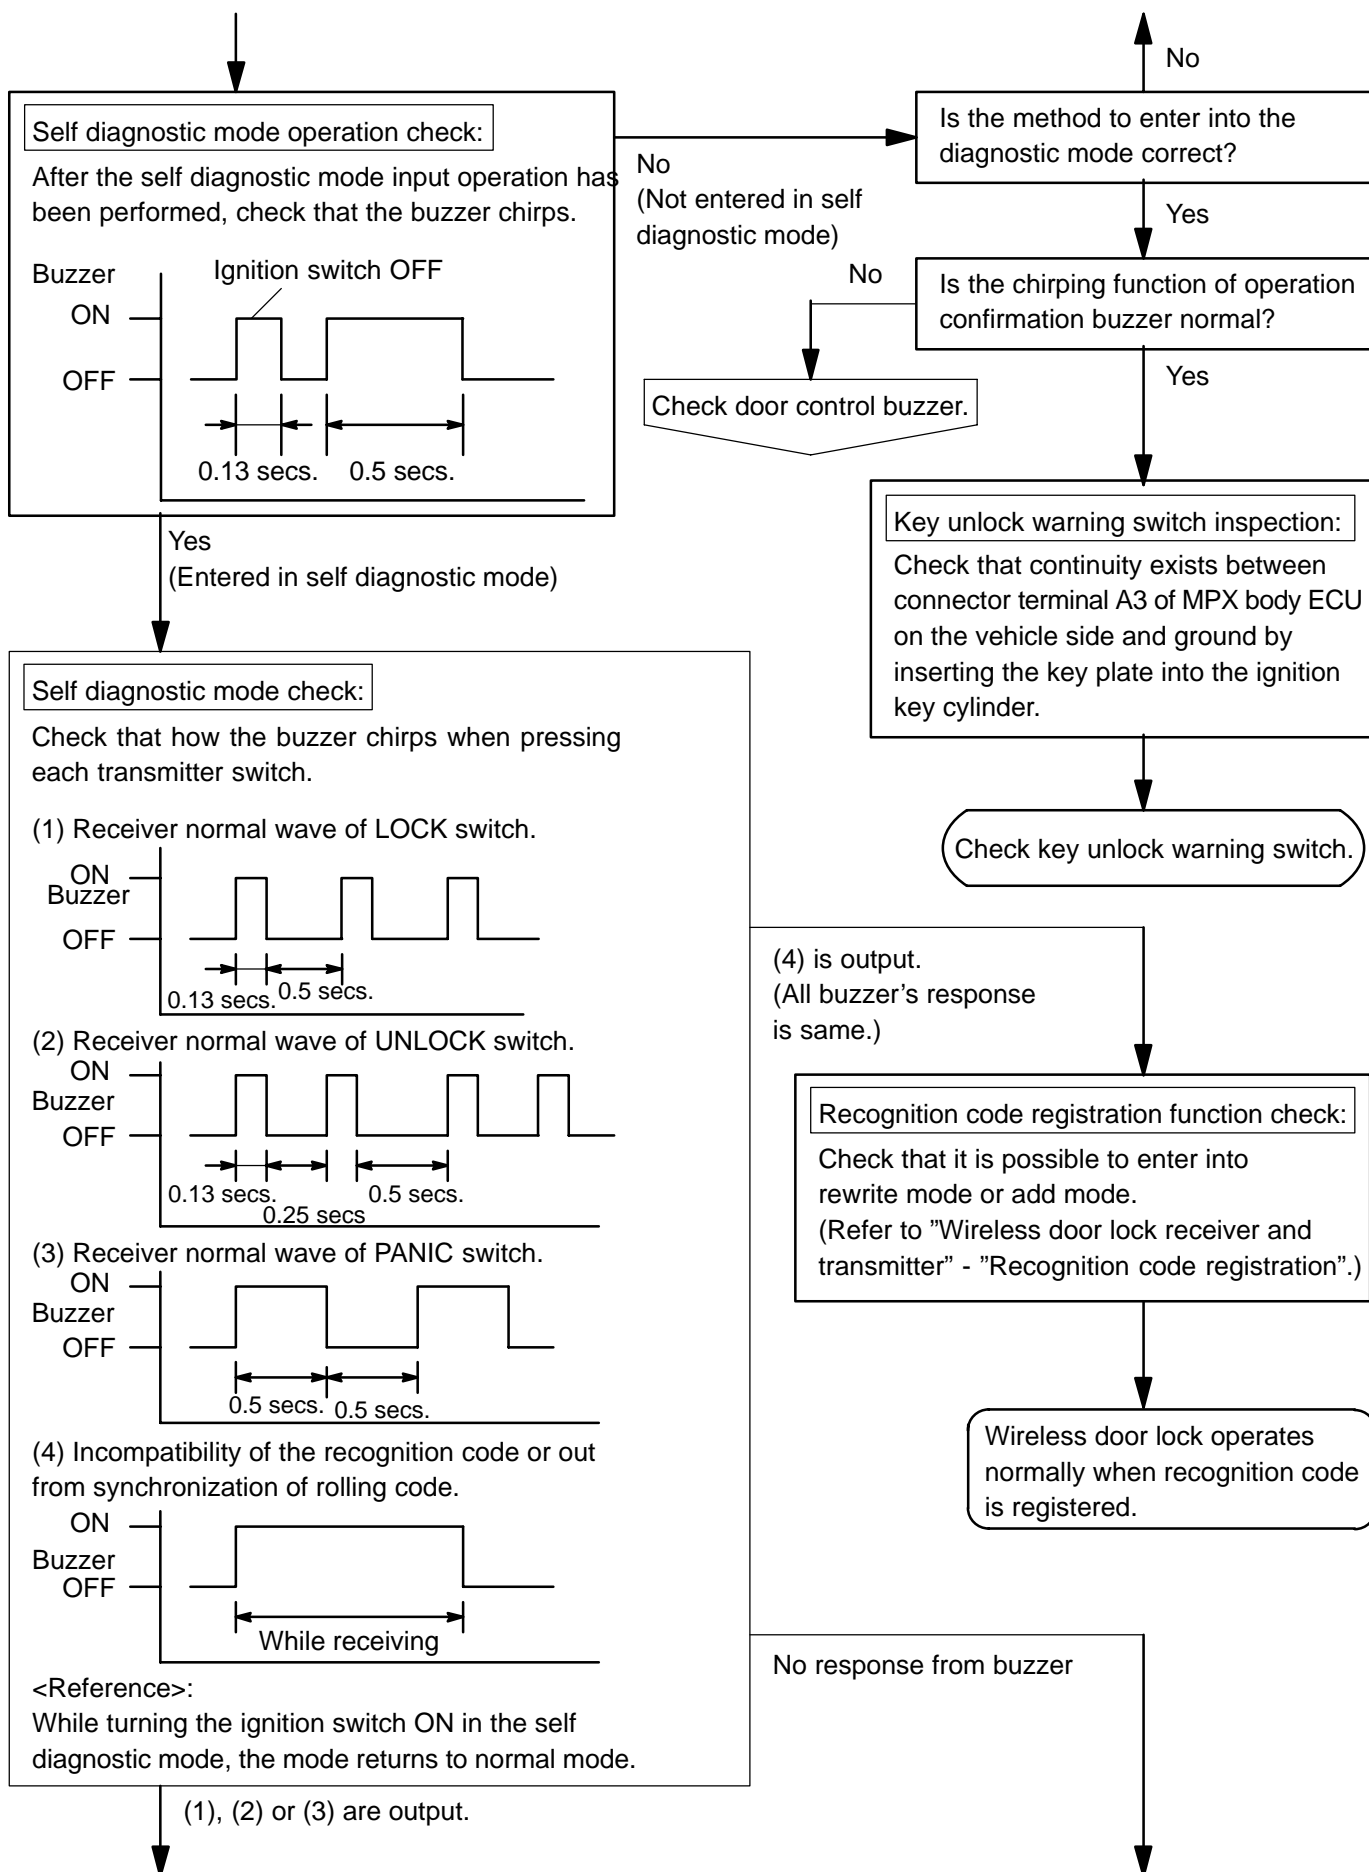 No
Self diagnostic mode operation check:
After the self diagnostic mode input operation has
been performed, check that the buzzer chirps.
Buzzer
Ignition switch OFF
ON
OFF
0.13 secs.
0.5 secs.
No
(Not entered in self
diagnostic mode)
Is the method to enter into the
diagnostic mode correct?
Yes
No
Is the chirping function of operation
confirmation buzzer normal?
Yes
Check door control buzzer.
Key unlock warning switch inspection:
Check that continuity exists between
connector terminal A3 of MPX body ECU
on the vehicle side and ground by
inserting the key plate into the ignition
key cylinder.
Check key unlock warning switch.
Yes
(Entered in self diagnostic mode)
Self diagnostic mode check:
Check that how the buzzer chirps when pressing
each transmitter switch.
(1) Receiver normal wave of LOCK switch.
ON
Buzzer
OFF
0.13 secs.
0.5 secs.
(2) Receiver normal wave of UNLOCK switch.
ON
Buzzer
OFF
0.13 secs.
0.5 secs.
0.25 secs
(3) Receiver normal wave of PANIC switch.
ON
Buzzer
OFF
0.5 secs.
0.5 secs.
(4) Incompatibility of the recognition code or out
from synchronization of rolling code.
ON
Buzzer
OFF
While receiving
<Reference>:
While turning the ignition switch ON in the self
diagnostic mode, the mode returns to normal mode.
(1), (2) or (3) are output.
(4) is output.
(All buzzer’s response
is same.)
Recognition code registration function check:
Check that it is possible to enter into
rewrite mode or add mode.
(Refer to ”Wireless door lock receiver and
transmitter” - ”Recognition code registration”.)
Wireless door lock operates
normally when recognition code
is registered.
No response from buzzer